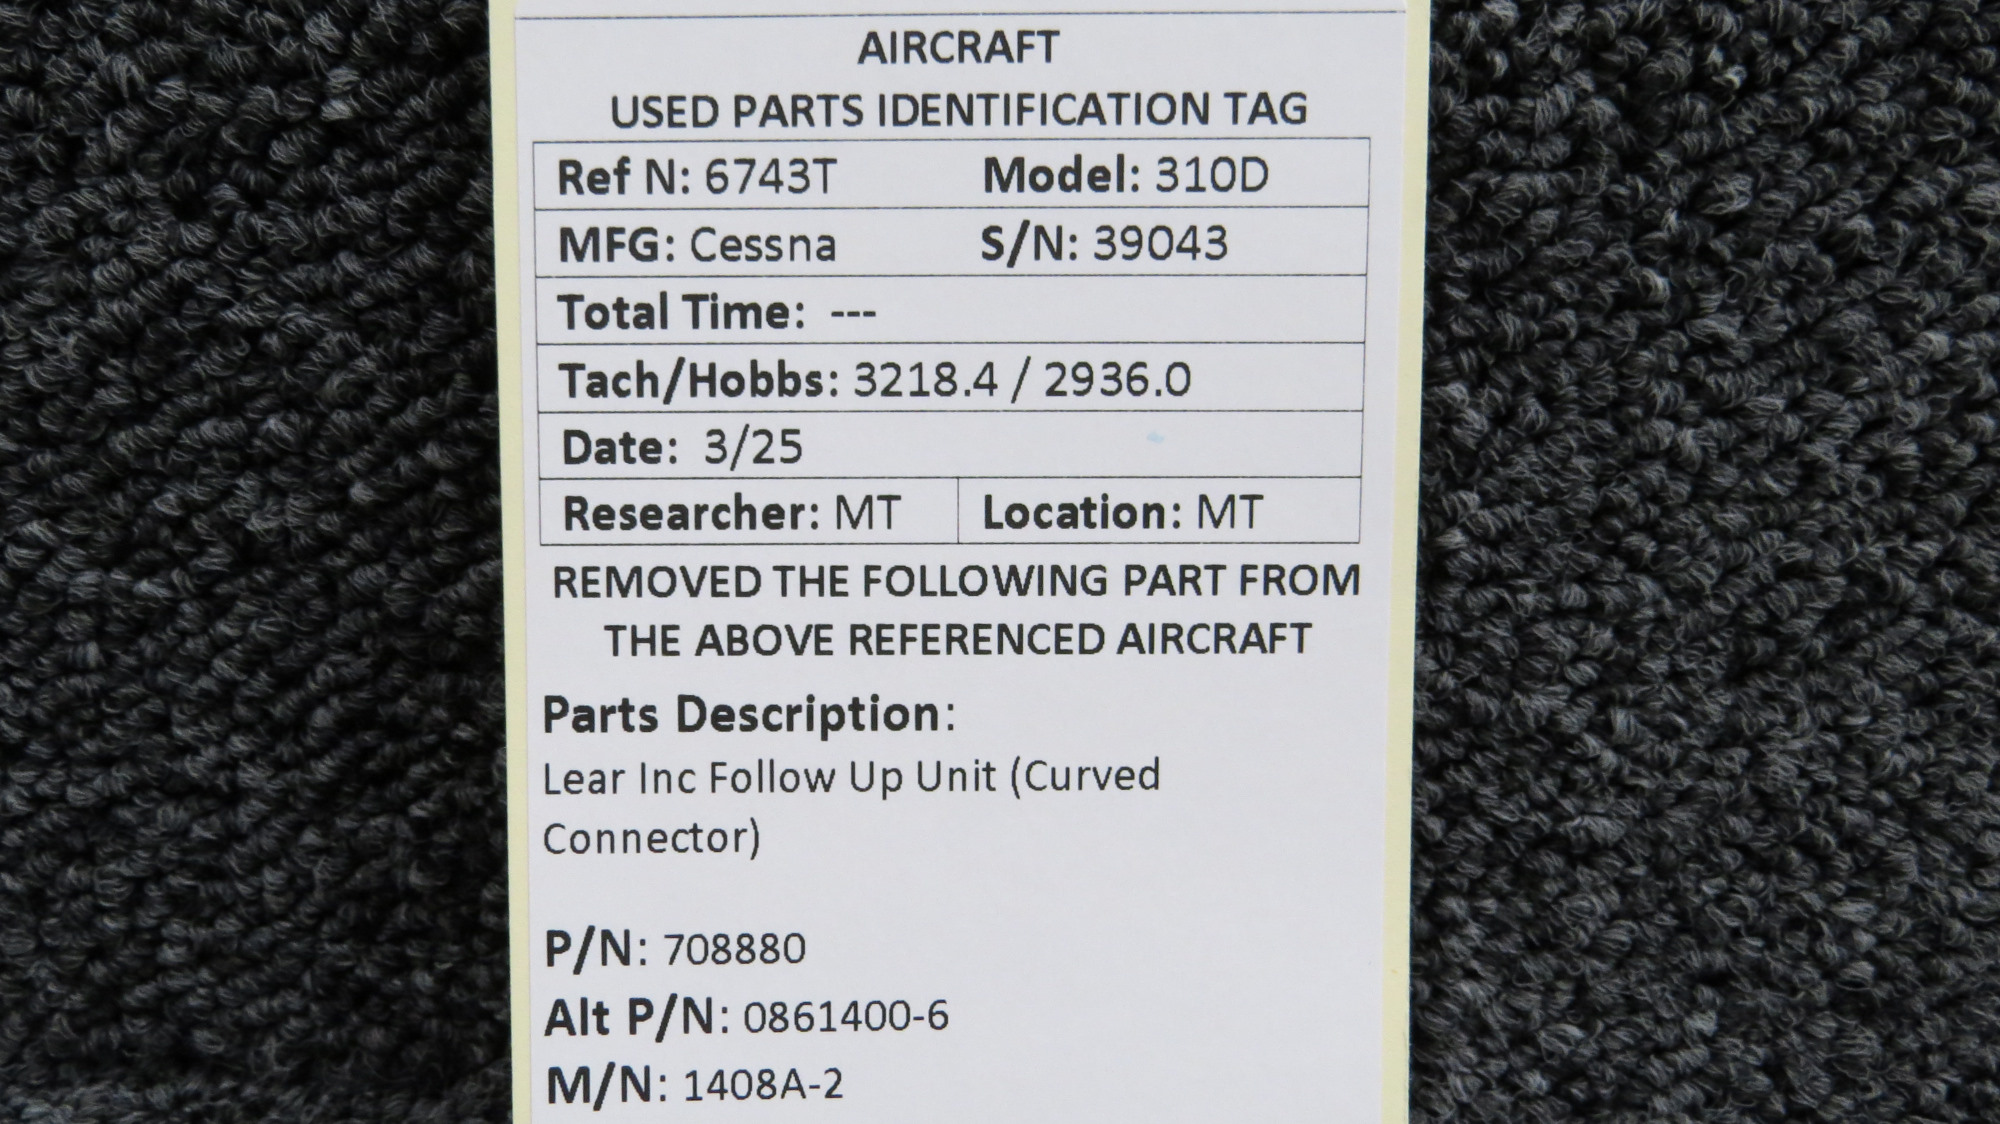 AIRCRAFT
USED PARTS IDENTIFICATION TAG
Ref N: 6743T Model: 310D
MFG: Cessna S/N: 39043
Total Time: ---
Tach/Hobbs: 3218.4 / 2936.0
Date: 3/25
Researcher: MT Location: MT
REMOVED THE FOLLOWING PART FROM
THE ABOVE REFERENCED AIRCRAFT
Parts Description:
Lear Inc Follow Up Unit (Curved
Connector)
P/N: 708880
Alt P/N: 0861400-6
M/N: 1408A-2